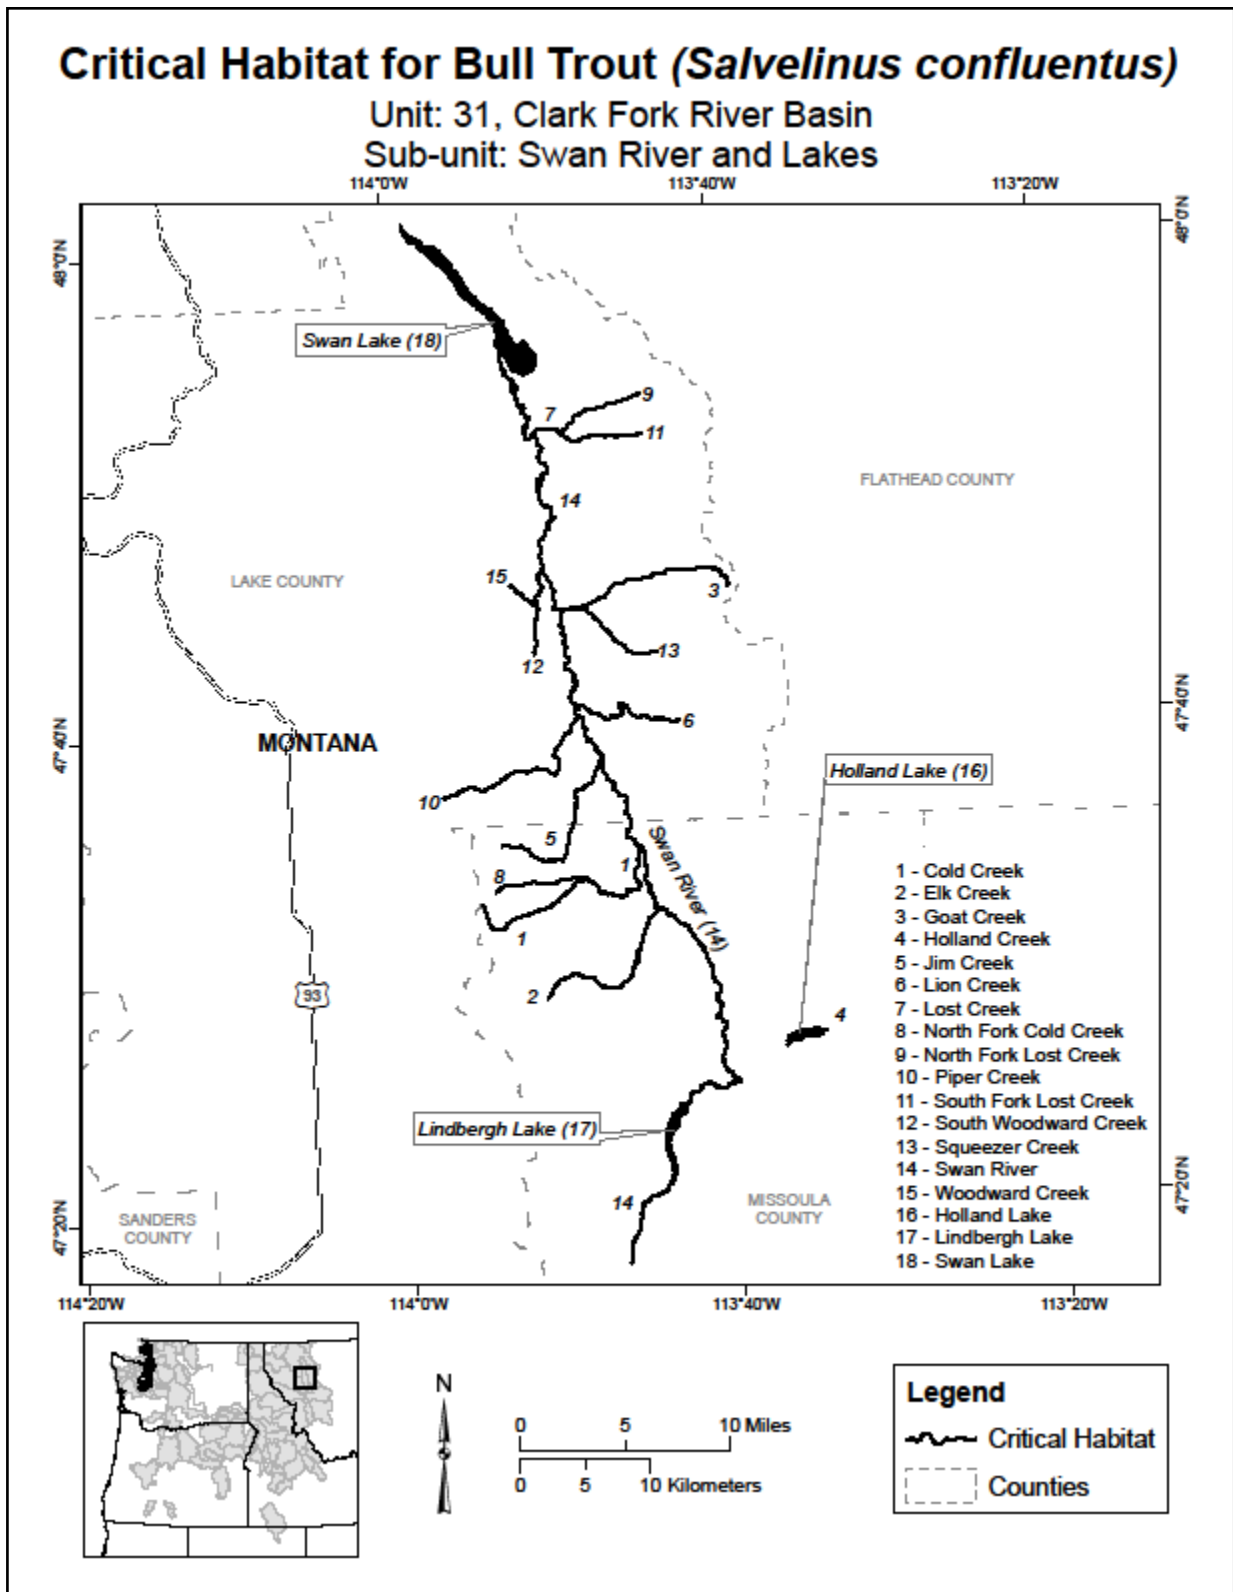 Critical Habitat for Bull Trout (Salvelinus confluentus)
Unit: 31, Clark Fork River Basin
Sub-unit: Swan River and Lakes
114°0'W 113°40'W 113°20'W
48°0'N
48°0'N
Swan Lake (18)
9
7
11
14
FLATHEAD COUNTY
LAKE COUNTY
15
3
12
13
6
47°40'N
47°40'N
MONTANA
Holland Lake (16)
10
5
Swan River (14)
1
8
1
2
93
4
Lindbergh Lake (17)
14
MISSOULA
COUNTY
SANDERS
COUNTY
47°20'N
47°20'N
1 - Cold Creek
2 - Elk Creek
3 - Goat Creek
4 - Holland Creek
5 - Jim Creek
6 - Lion Creek
7 - Lost Creek
8 - North Fork Cold Creek
9 - North Fork Lost Creek
10 - Piper Creek
11 - South Fork Lost Creek
12 - South Woodward Creek
13 - Squeezer Creek
14 - Swan River
15 - Woodward Creek
16 - Holland Lake
17 - Lindbergh Lake
18 - Swan Lake
114°20'W 114°0'W 113°40'W 113°20'W
N
0 5 10 Miles
0 5 10 Kilometers
Legend
Critical Habitat
Counties